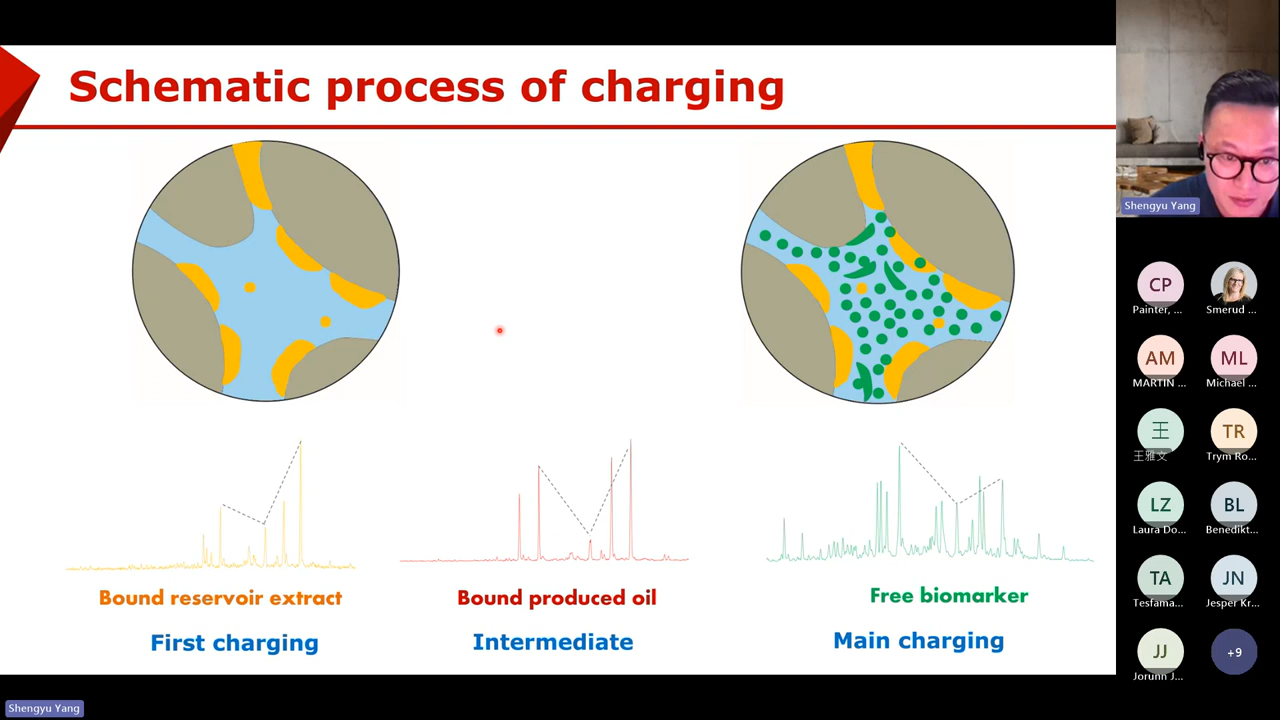 Schematic process of charging
Bound reservoir extract
Bound produced oil
Free biomarker
First charging
Intermediate
Main charging
Shengyu Yang
CP
Painter, ...
Smerud ...
AM
MARTIN ...
ML
Michael ...
王
王雅文
TR
Trym Ro...
LZ
Laura Do...
BL
Benedikt...
TA
Tesfama...
JN
Jesper Kr...
JJ
Jorunn J...
+9
Shengyu Yang